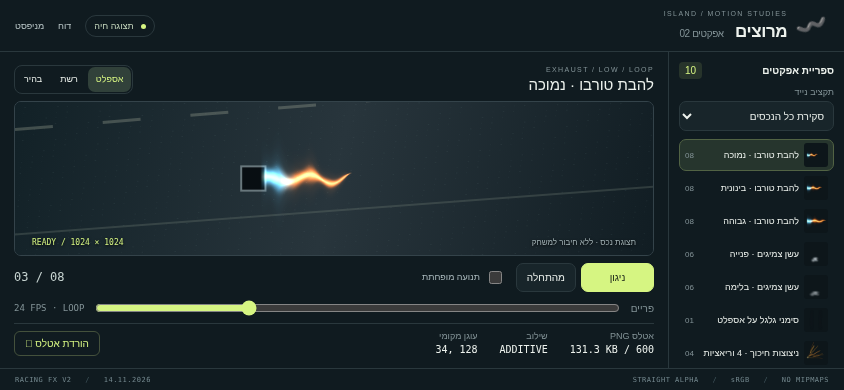 ISLAND / MOTION STUDIES
מרוצים אפקטים 02
תצוגה חיה
דוח
מניפסט
ספריית אפקטים
10
תקציב נייד
סקירת כל הנכסים
להבת טורבו · נמוכה
08
להבת טורבו · בינונית
08
להבת טורבו · גבוהה
08
עשן צמיגים · פנייה
06
עשן צמיגים · בלימה
06
סימני גלגל על אספלט
01
ניצוצות חיכוך · 4 וריאציות
04
EXHAUST / LOW / LOOP
להבת טורבו · נמוכה
אספלט
רשת
בהיר
READY / 1024 × 1024
תצוגת נכס · ללא חיבור למשחק
ניגון
מהתחלה
תנועה מופחתת
03 / 08
פריים
24 FPS · LOOP
אטלס PNG
131.3 KB / 600
שילוב
ADDITIVE
עוגן מקומי
34, 128
הורדת אטלס
RACING FX V2 / 14.11.2026
STRAIGHT ALPHA / sRGB / NO MIPMAPS